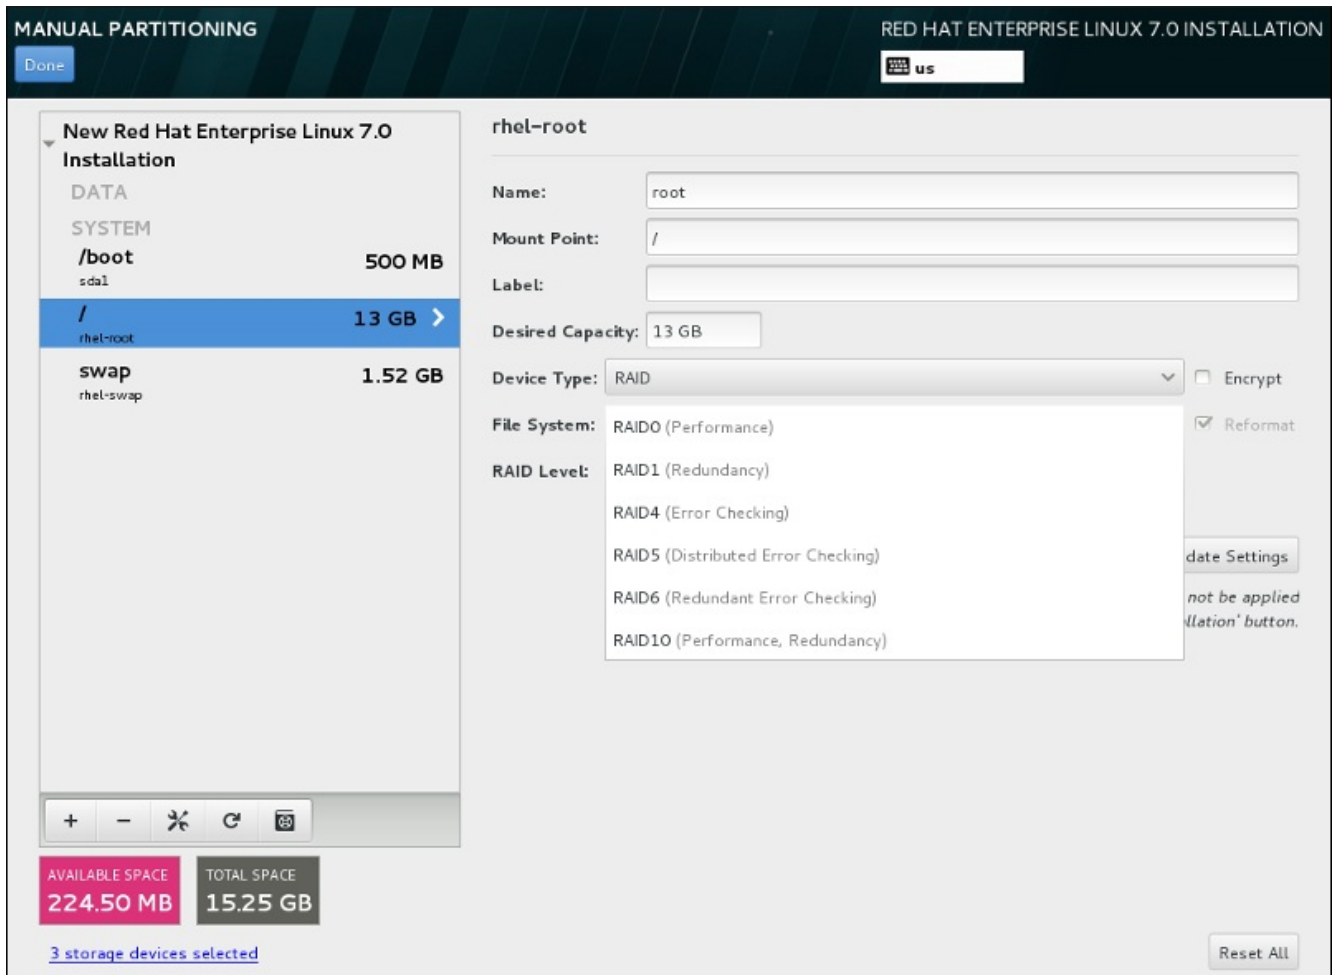 MANUAL PARTITIONING
RED HAT ENTERPRISE LINUX 7.0 INSTALLATION
Done
us
New Red Hat Enterprise Linux 7.0
Installation
DATA
SYSTEM
/boot
500 MB
sda1
/
13 GB
rhel-root
swap
1.52 GB
rhel-swap
rhel-root
Name: root
Mount Point: /
Label:
Desired Capacity: 13 GB
Device Type: RAID
Encrypt
File System:
Reformat
RAID Level:
RAID0 (Performance)
RAID1 (Redundancy)
RAID4 (Error Checking)
RAID5 (Distributed Error Checking)
RAID6 (Redundant Error Checking)
RAID10 (Performance, Redundancy)
date Settings
not be applied
llation' button.
AVAILABLE SPACE
224.50 MB
TOTAL SPACE
15.25 GB
3 storage devices selected
Reset All